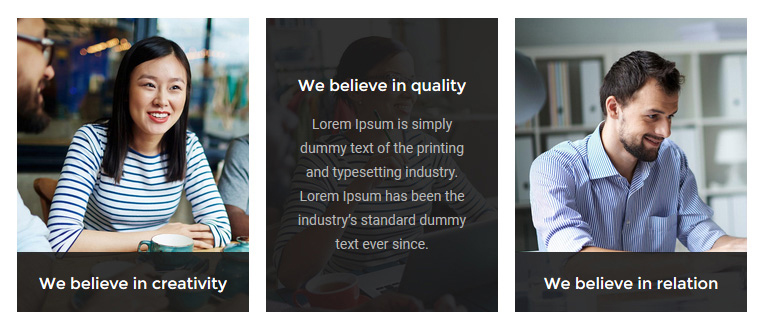 We believe in creativity
We believe in quality
Lorem Ipsum is simply
dummy text of the printing
and typesetting industry.
Lorem Ipsum has been the
industry's standard dummy
text ever since.
We believe in relation